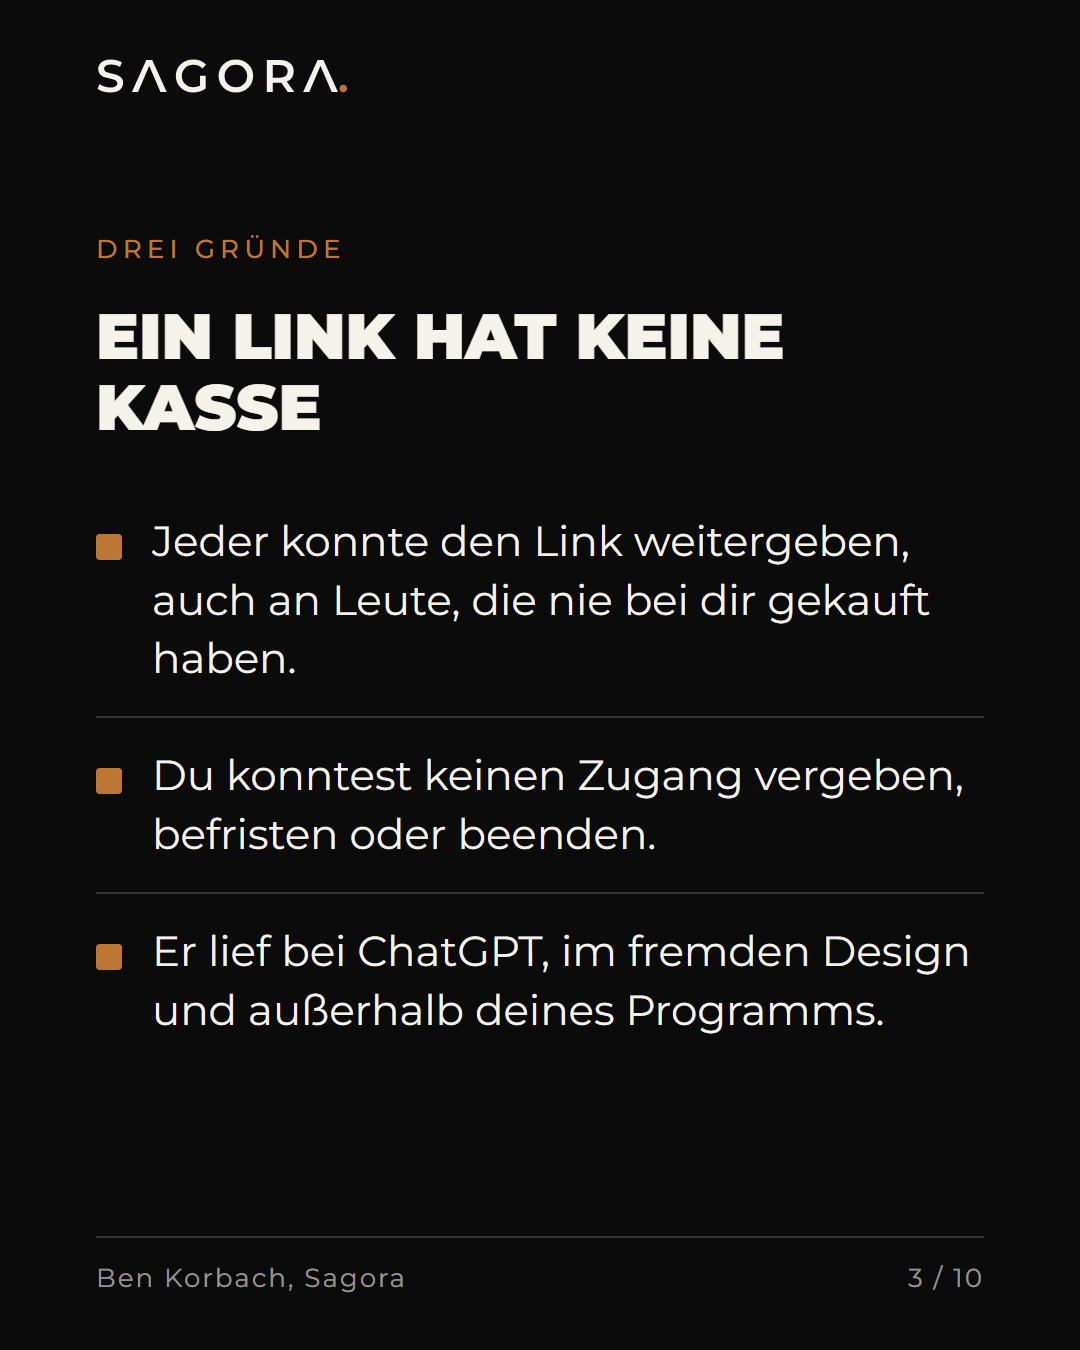 SAGORA.
DREI GRÜNDE
EIN LINK HAT KEINE
KASSE
Jeder konnte den Link weitergeben,
auch an Leute, die nie bei dir gekauft
haben.
Du konntest keinen Zugang vergeben,
befristen oder beenden.
Er lief bei ChatGPT, im fremden Design
und außerhalb deines Programms.
Ben Korbach, Sagora
3 / 10